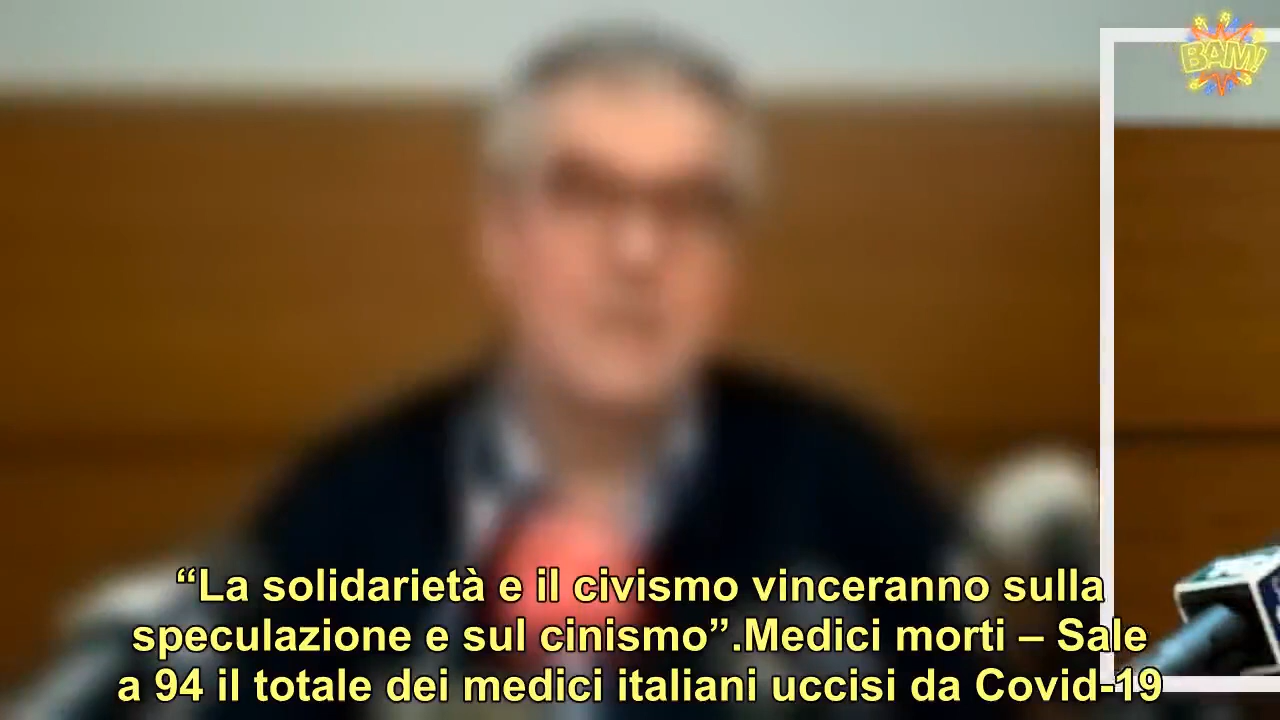 BAM!
“La solidarietà e il civismo vinceranno sulla
speculazione e sul cinismo”.Medici morti – Sale
a 94 il totale dei medici italiani uccisi da Covid-19